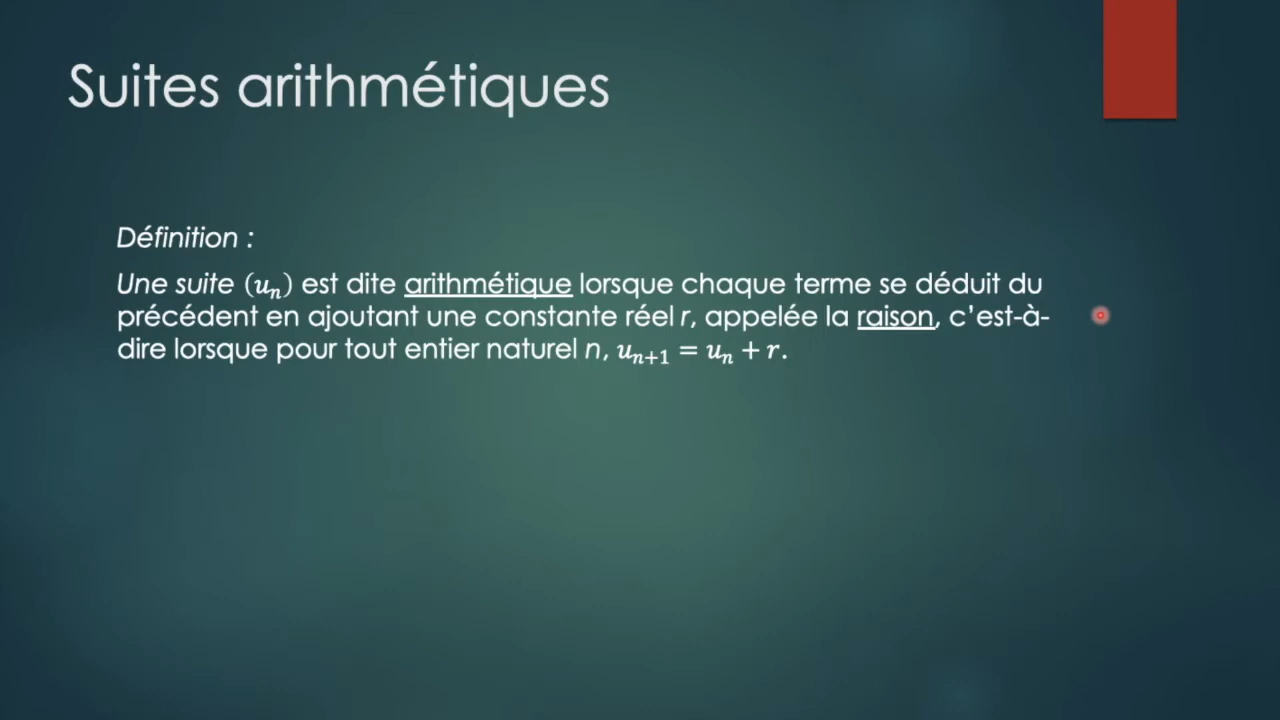 Suites arithmétiques
Définition :
Une suite (uₙ) est dite arithmétique lorsque chaque terme se déduit du
précédent en ajoutant une constante réel r, appelée la raison, c’est-à-
dire lorsque pour tout entier naturel n, uₙ₊₁ = uₙ + r.